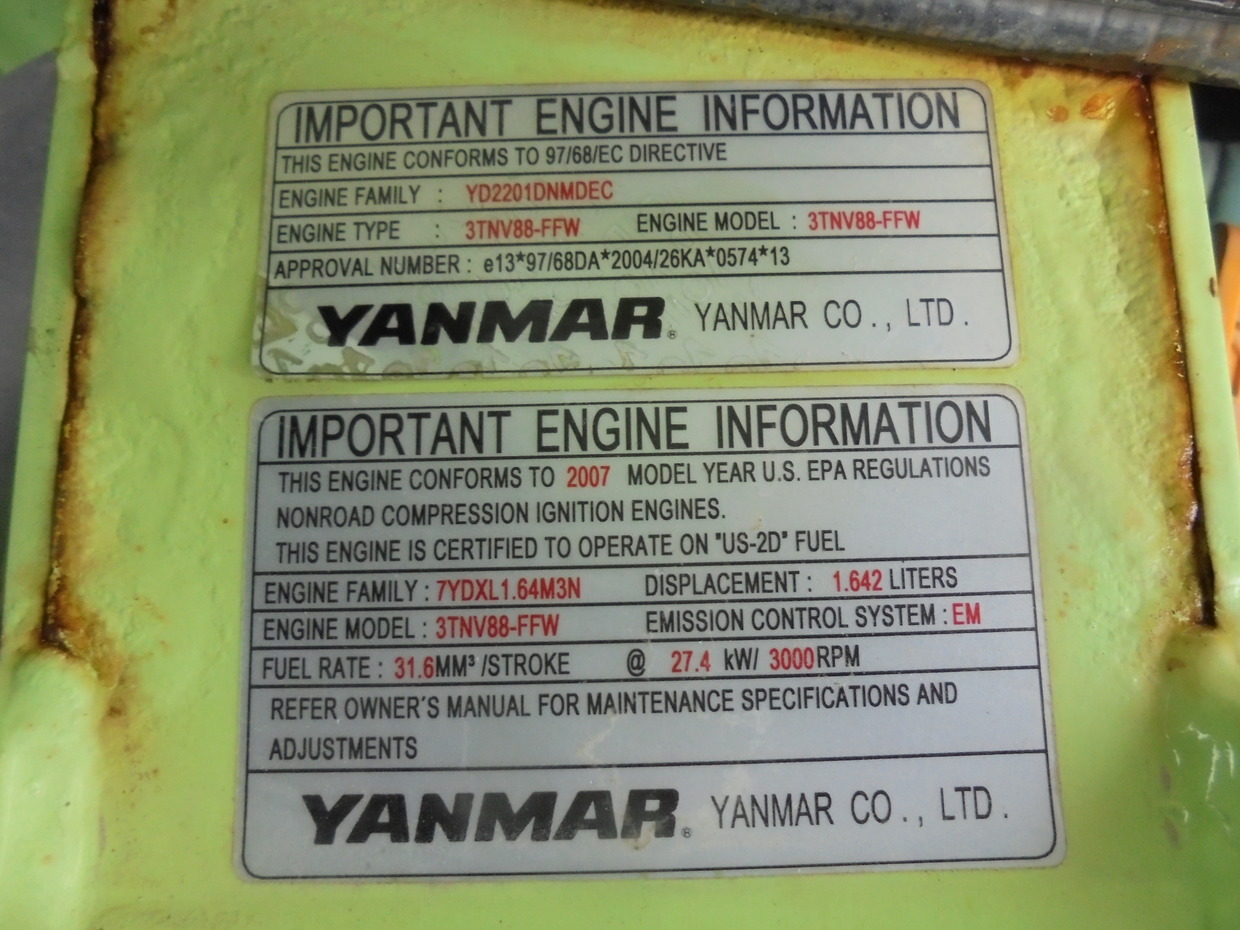 IMPORTANT ENGINE INFORMATION
THIS ENGINE CONFORMS TO 97/68/EC DIRECTIVE
ENGINE FAMILY : YD2201DNMDEC
ENGINE TYPE : 3TNV88-FFW ENGINE MODEL : 3TNV88-FFW
APPROVAL NUMBER : e13*97/68DA*2004/26KA*0574*13
YANMAR® YANMAR CO., LTD.
IMPORTANT ENGINE INFORMATION
THIS ENGINE CONFORMS TO 2007 MODEL YEAR U.S. EPA REGULATIONS
NONROAD COMPRESSION IGNITION ENGINES.
THIS ENGINE IS CERTIFIED TO OPERATE ON "US-2D" FUEL
ENGINE FAMILY : 7YDXL1.64M3N DISPLACEMENT : 1.642 LITERS
ENGINE MODEL : 3TNV88-FFW EMISSION CONTROL SYSTEM : EM
FUEL RATE : 31.6MM³ /STROKE @ 27.4 kW/ 3000RPM
REFER OWNER'S MANUAL FOR MAINTENANCE SPECIFICATIONS AND
ADJUSTMENTS
YANMAR® YANMAR CO., LTD.